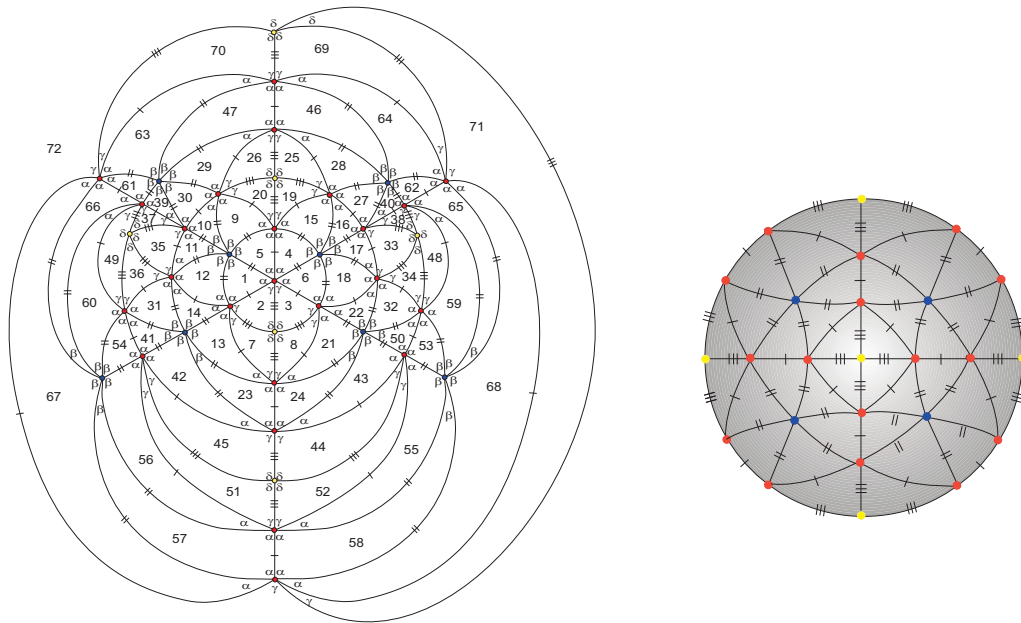 δ
δ
δ δ
70 69
γ γ
α α
α α
47 46
72 71
63 64
α α
α γ γ α
26 25
29 28
γ α β β β β α γ
α α 61 β β 30 δ δ 27 β β 62 α α
66 39 20 19 40 65
37 10 9 15 16 38
δ δ 35 11 α α 33 δ δ
49 36 12 5 4 17 34 48
β β 1 α α 6 18
60 31 14 2 α α 3 22 32 59
α α 41 β β 13 7 δ δ 8 21 β β 50 α α
54 53
β β β γ γ β β β
67 42 α α 43 68
β 23 24 β
γ α α γ
γ γ
45 44
56 55
δ δ
51 δ δ 52
α γ γ α
57 α α 58
α α
α γ α
γ